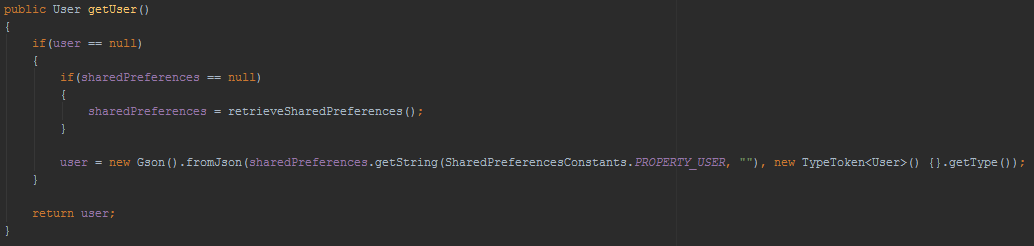 public User getUser()
{
if(user == null)
{
if(sharedPreferences == null)
{
sharedPreferences = retrieveSharedPreferences();
}
user = new Gson().fromJson(sharedPreferences.getString(SharedPreferencesConstants.PROPERTY_USER, ""), new TypeToken<User>() {}.getType());
}
return user;
}